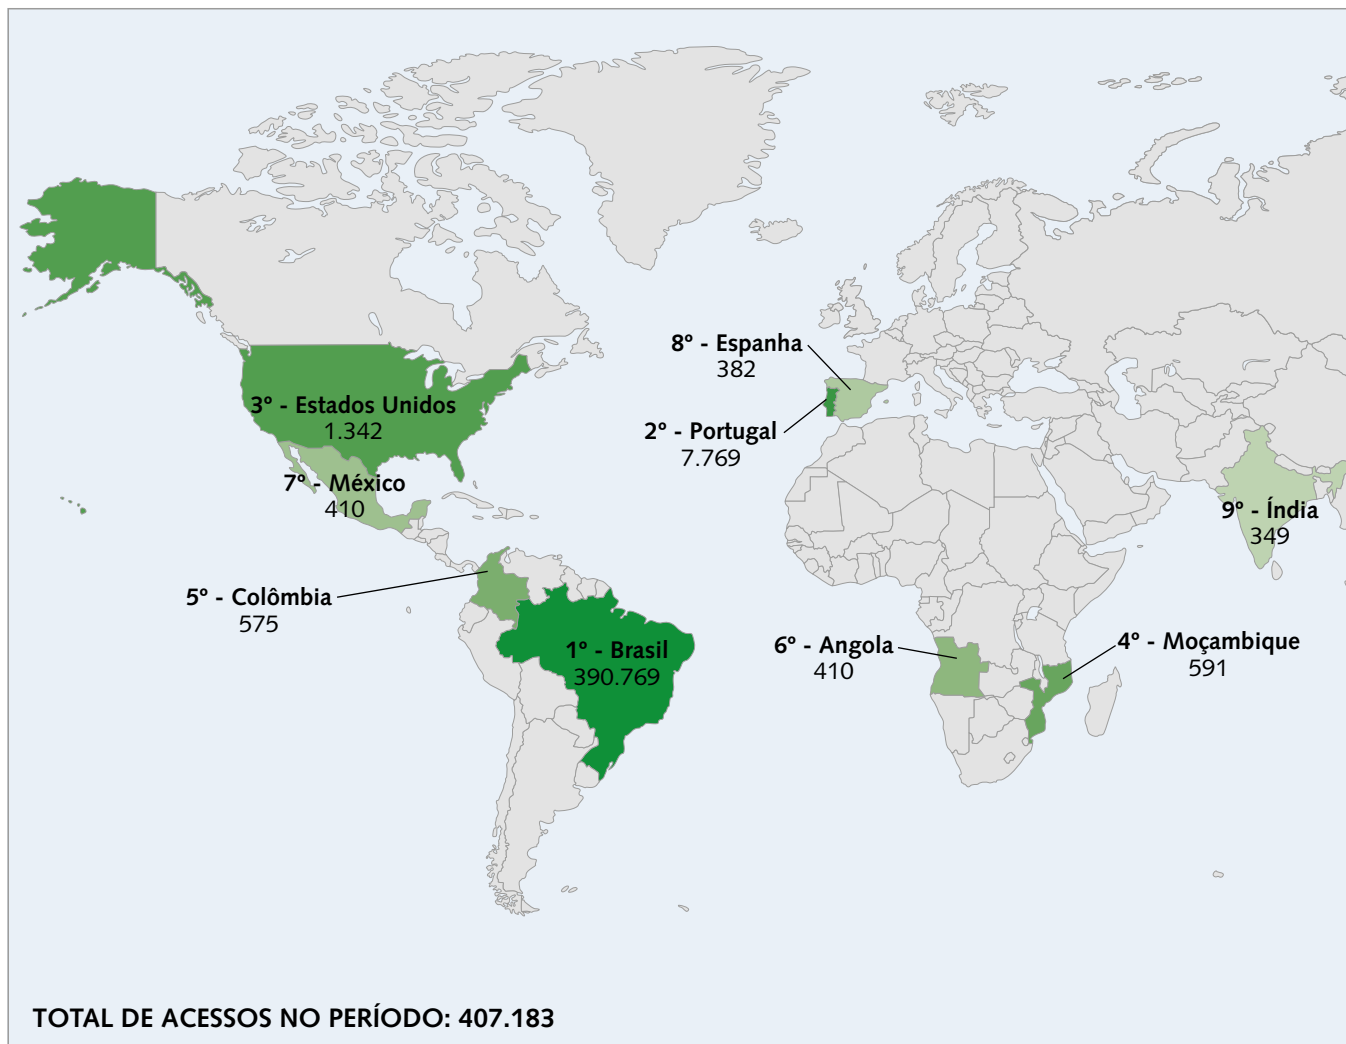 8º - Espanha
382
3º - Estados Unidos
1.342
2º - Portugal
7.769
7º - México
410
9º - Índia
349
5º - Colômbia
575
1º - Brasil
390.769
6º - Angola
410
4º - Moçambique
591
TOTAL DE ACESSOS NO PERÍODO: 407.183